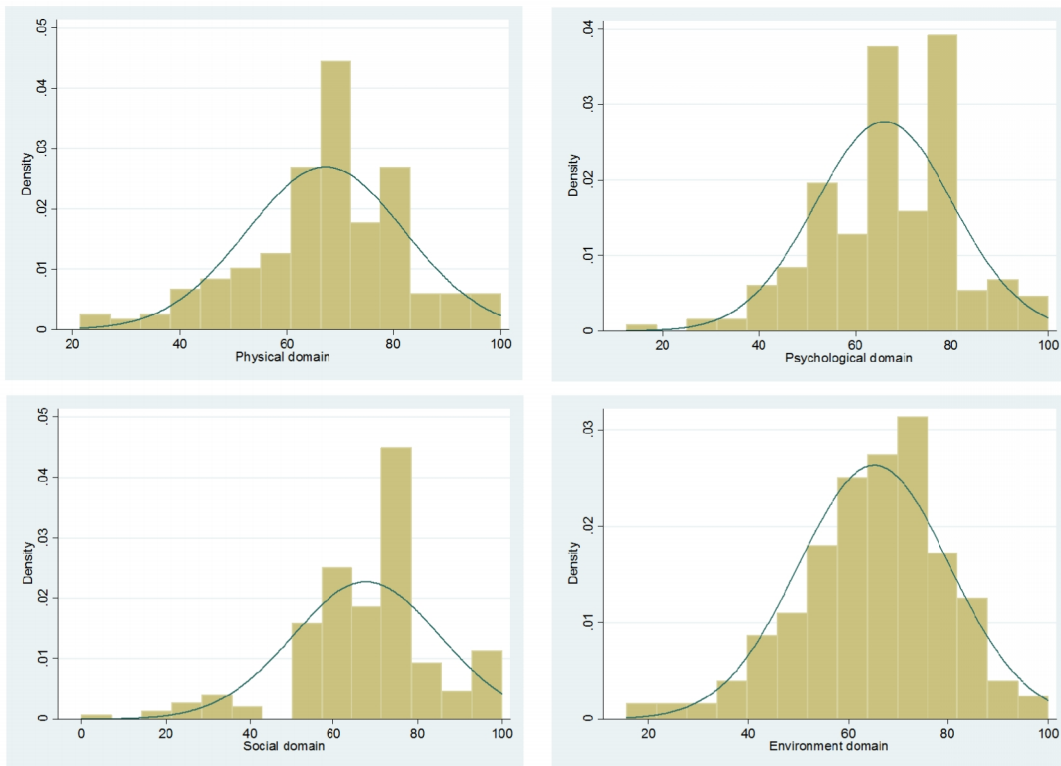 .05
.04
.03
.02
.01
0
Density
20 40 60 80 100
Physical domain
.04
.03
.02
.01
0
Density
20 40 60 80 100
Psychological domain
.05
.04
.03
.02
.01
0
Density
0 20 40 60 80 100
Social domain
.03
.02
.01
0
Density
20 40 60 80 100
Environment domain